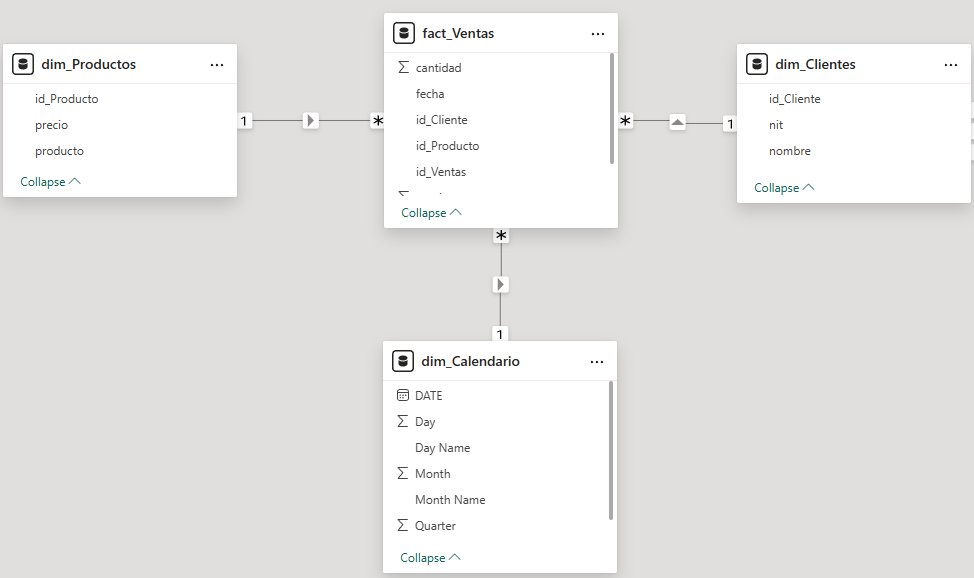 dim_Productos
id_Producto
precio
producto
Collapse
1
*
fact_Ventas
cantidad
fecha
id_Cliente
id_Producto
id_Ventas
Collapse
*
1
dim_Clientes
id_Cliente
nit
nombre
Collapse
*
1
dim_Calendario
DATE
Day
Day Name
Month
Month Name
Quarter
Collapse